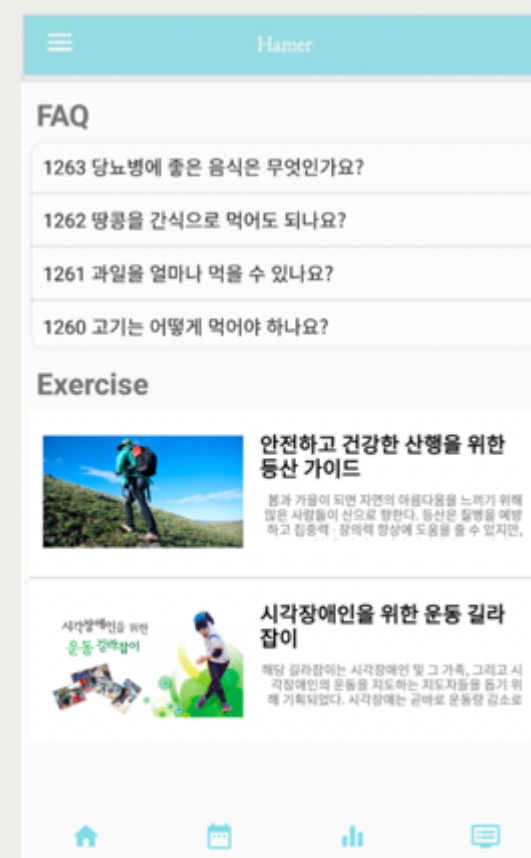 Hamer
FAQ
1263 당뇨병에 좋은 음식은 무엇인가요?
1262 땅콩을 간식으로 먹어도 되나요?
1261 과일을 얼마나 먹을 수 있나요?
1260 고기는 어떻게 먹어야 하나요?
Exercise
안전하고 건강한 산행을 위한
등산 가이드
봄과 가을이 되면 자연의 아름다움을 느끼기 위해
많은 사람들이 산으로 향한다. 등산은 질병을 예방
하고 집중력 · 창의력 향상에 도움을 줄 수 있지만,
시각장애인을 위한
운동 길라잡이
시각장애인을 위한 운동 길라
잡이
해당 길라잡이는 시각장애인 및 그 가족, 그리고 시
각장애인의 운동을 지도하는 지도자들을 돕기 위
해 기획되었다. 시각장애는 곧바로 운동량 감소로